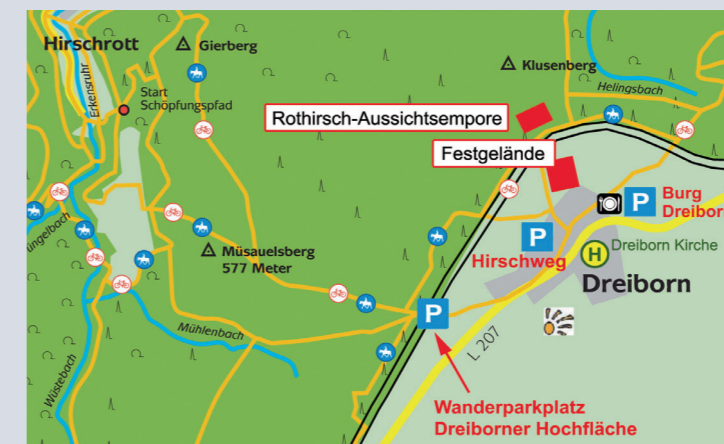 Hirschrott
Gierberg
Klusenberg
Erkensruhr
Start
Schöpfungspfad
Helingsbach
Rothirsch-Aussichtsempore
Festgelände
P
Burg
Dreibor
P
Hirschweg
H
Dreiborn Kirche
Dreiborn
üngelbach
Müsauelsberg
577 Meter
P
Mühlenbach
L 207
Wüstebach
Wanderparkplatz
Dreiborner Hochfläche